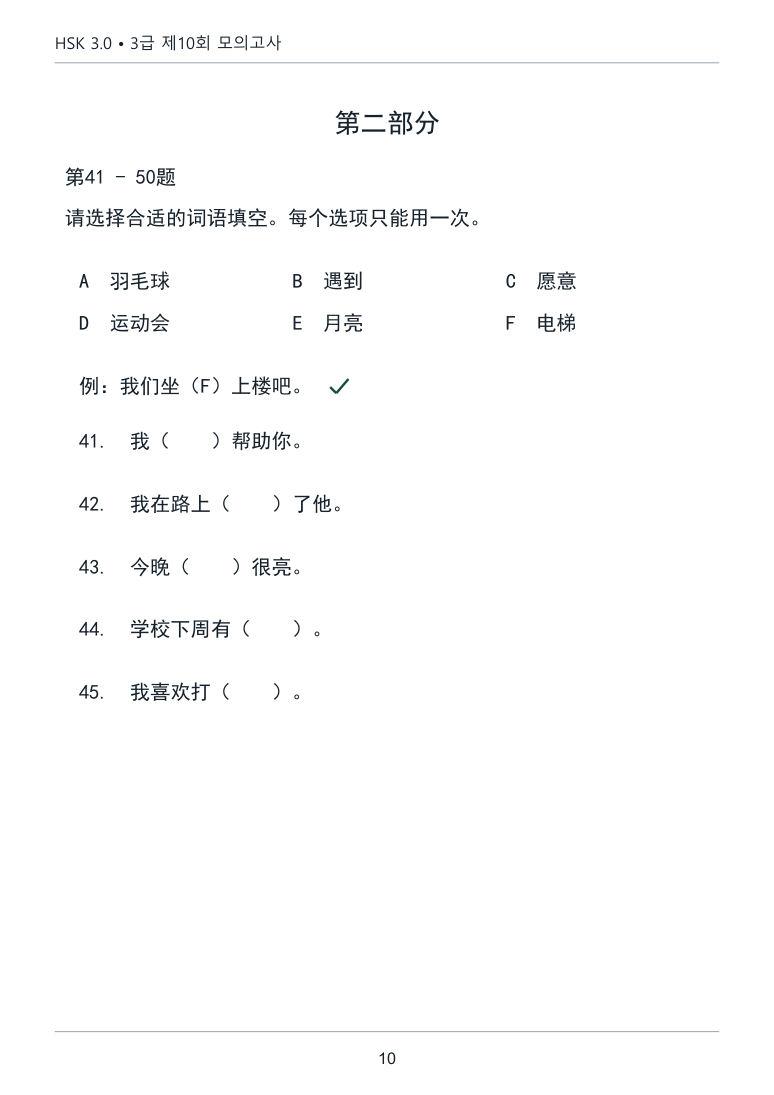 HSK 3.0 • 3급 제10회 모의고사
第二部分
第41 - 50题
请选择合适的词语填空。每个选项只能用一次。
A 羽毛球 B 遇到 C 愿意
D 运动会 E 月亮 F 电梯
例：我们坐（F）上楼吧。 ✓
41. 我（　　）帮助你。
42. 我在路上（　　）了他。
43. 今晚（　　）很亮。
44. 学校下周有（　　）。
45. 我喜欢打（　　）。
10